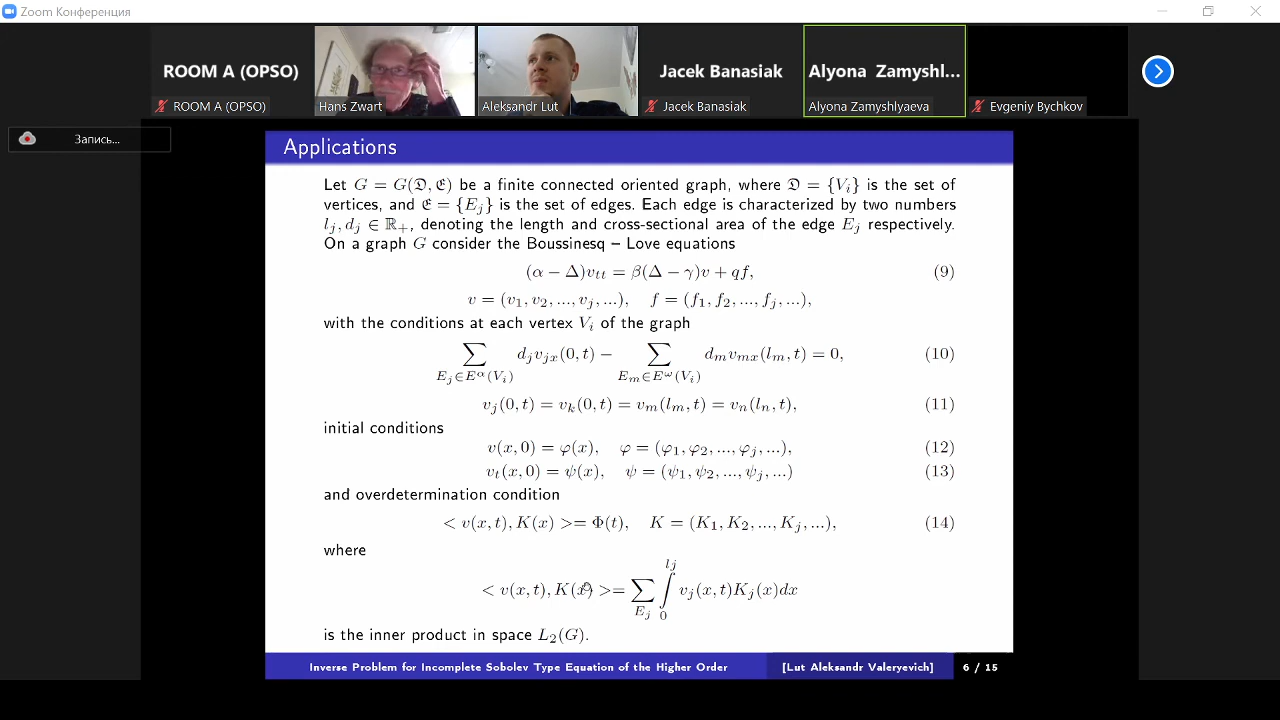 Zoom Конференция
ROOM A (OPSO)
Jacek Banasiak
Alyona Zamyshl...
ROOM A (OPSO)
Hans Zwart
Aleksandr Lut
Jacek Banasiak
Alyona Zamyshlyaeva
Evgeniy Bychkov
Запись...
Applications
Let G = G(𝔇, 𝔈) be a finite connected oriented graph, where 𝔇 = {V_i} is the set of
vertices, and 𝔈 = {E_j} is the set of edges. Each edge is characterized by two numbers
l_j, d_j ∈ ℝ_+, denoting the length and cross-sectional area of the edge E_j respectively.
On a graph G consider the Boussinesq – Love equations
(α − Δ)v_{tt} = β(Δ − γ)v + qf, (9)
v = (v_1, v_2, ..., v_j, ...), f = (f_1, f_2, ..., f_j, ...),
with the conditions at each vertex V_i of the graph
∑_{E_j∈E^α(V_i)} d_j v_{jx}(0, t) − ∑_{E_m∈E^ω(V_i)} d_m v_{mx}(l_m, t) = 0, (10)
v_j(0, t) = v_k(0, t) = v_m(l_m, t) = v_n(l_n, t), (11)
initial conditions
v(x, 0) = φ(x), φ = (φ_1, φ_2, ..., φ_j, ...), (12)
v_t(x, 0) = ψ(x), ψ = (ψ_1, ψ_2, ..., ψ_j, ...) (13)
and overdetermination condition
< v(x, t), K(x) >= Φ(t), K = (K_1, K_2, ..., K_j, ...), (14)
where
< v(x, t), K(x) >= ∑_{E_j} ∫_0^{l_j} v_j(x, t)K_j(x)dx
is the inner product in space L_2(G).
Inverse Problem for Incomplete Sobolev Type Equation of the Higher Order
[Lut Aleksandr Valeryevich]
6 / 15